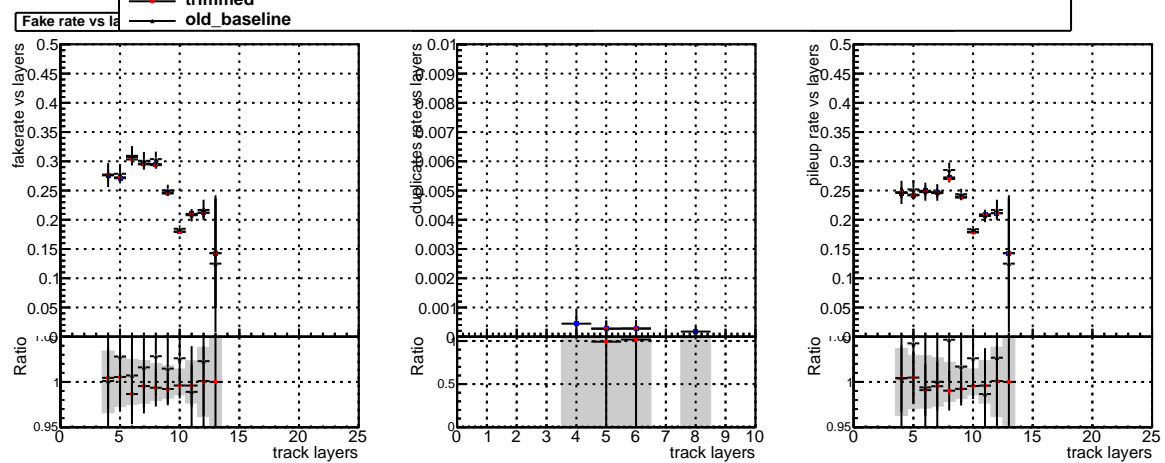 trimmed
old_baseline
Fake rate vs la
fakerate vs layers
0.5
0.45
0.4
0.35
0.3
0.25
0.2
0.15
0.1
0.05
Ratio
1
0.95
0 5 10 15 20 25
track layers
duplicates rate vs layers
0.01
0.009
0.008
0.007
0.006
0.005
0.004
0.003
0.002
0.001
Ratio
1
0.5
0
0 1 2 3 4 5 6 7 8 9 10
track layers
pileup rate vs layers
0.5
0.45
0.4
0.35
0.3
0.25
0.2
0.15
0.1
0.05
Ratio
1
0.95
0 5 10 15 20 25
track layers